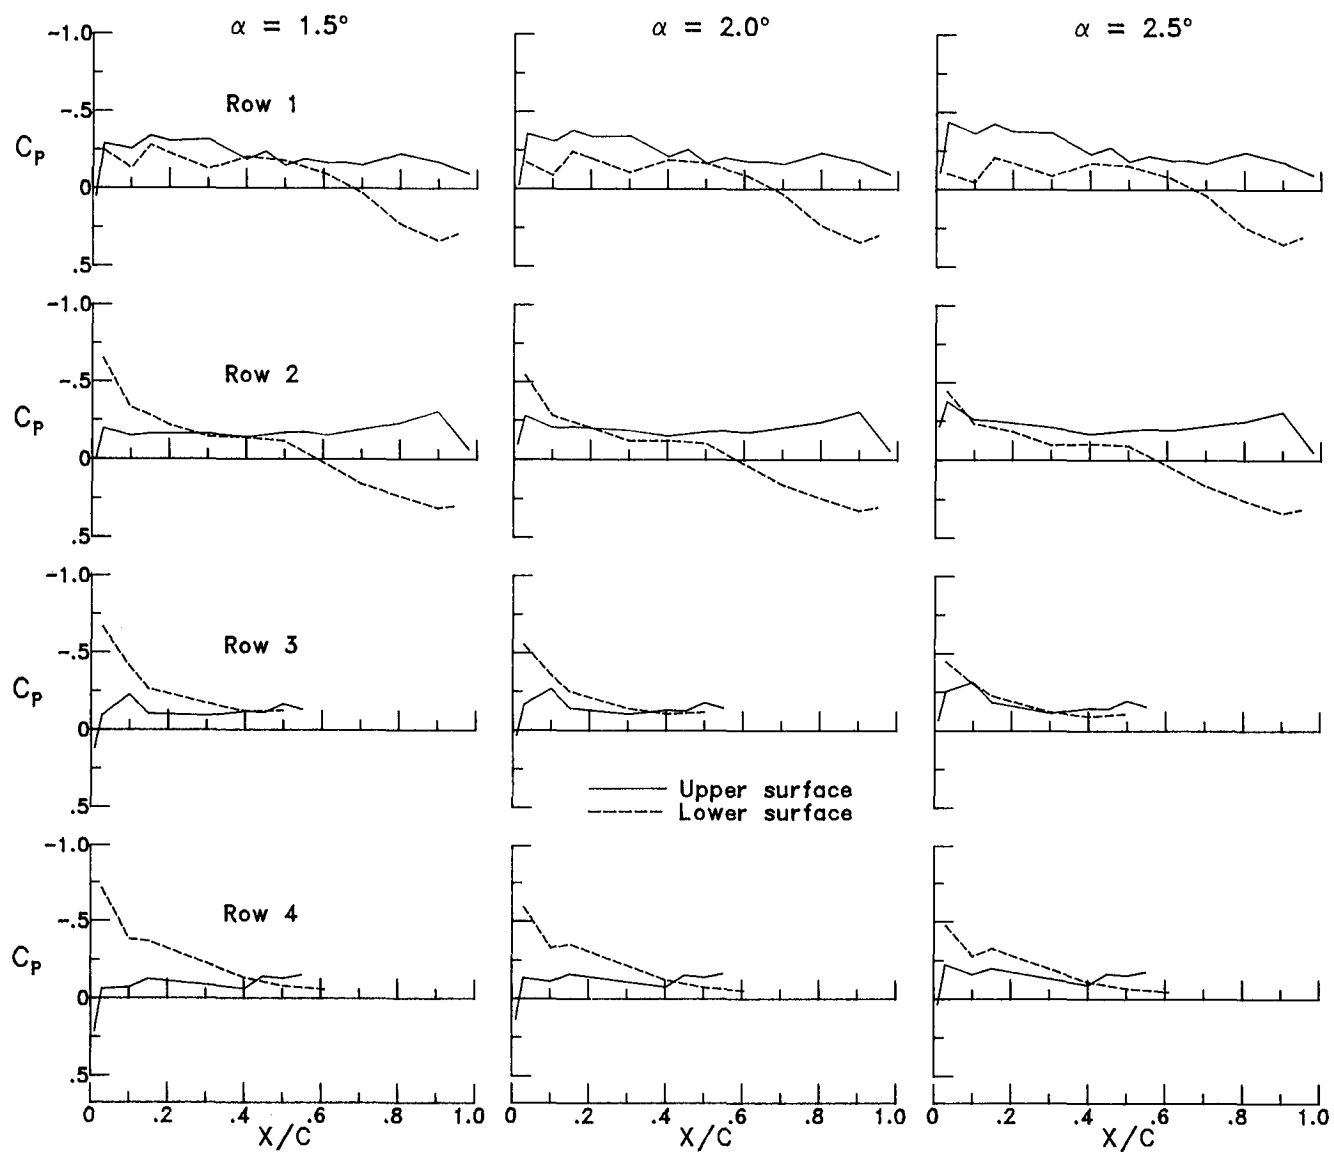 α = 1.5° α = 2.0° α = 2.5°
-1.0
-.5
Row 1
Cp
0
.5
-1.0
-.5
Row 2
Cp
0
.5
-1.0
-.5
Row 3
Cp
0
.5
Upper surface
Lower surface
-1.0
-.5
Row 4
Cp
0
.5
0 .2 .4 .6 .8 1.0 0 .2 .4 .6 .8 1.0 0 .2 .4 .6 .8 1.0
X/C X/C X/C